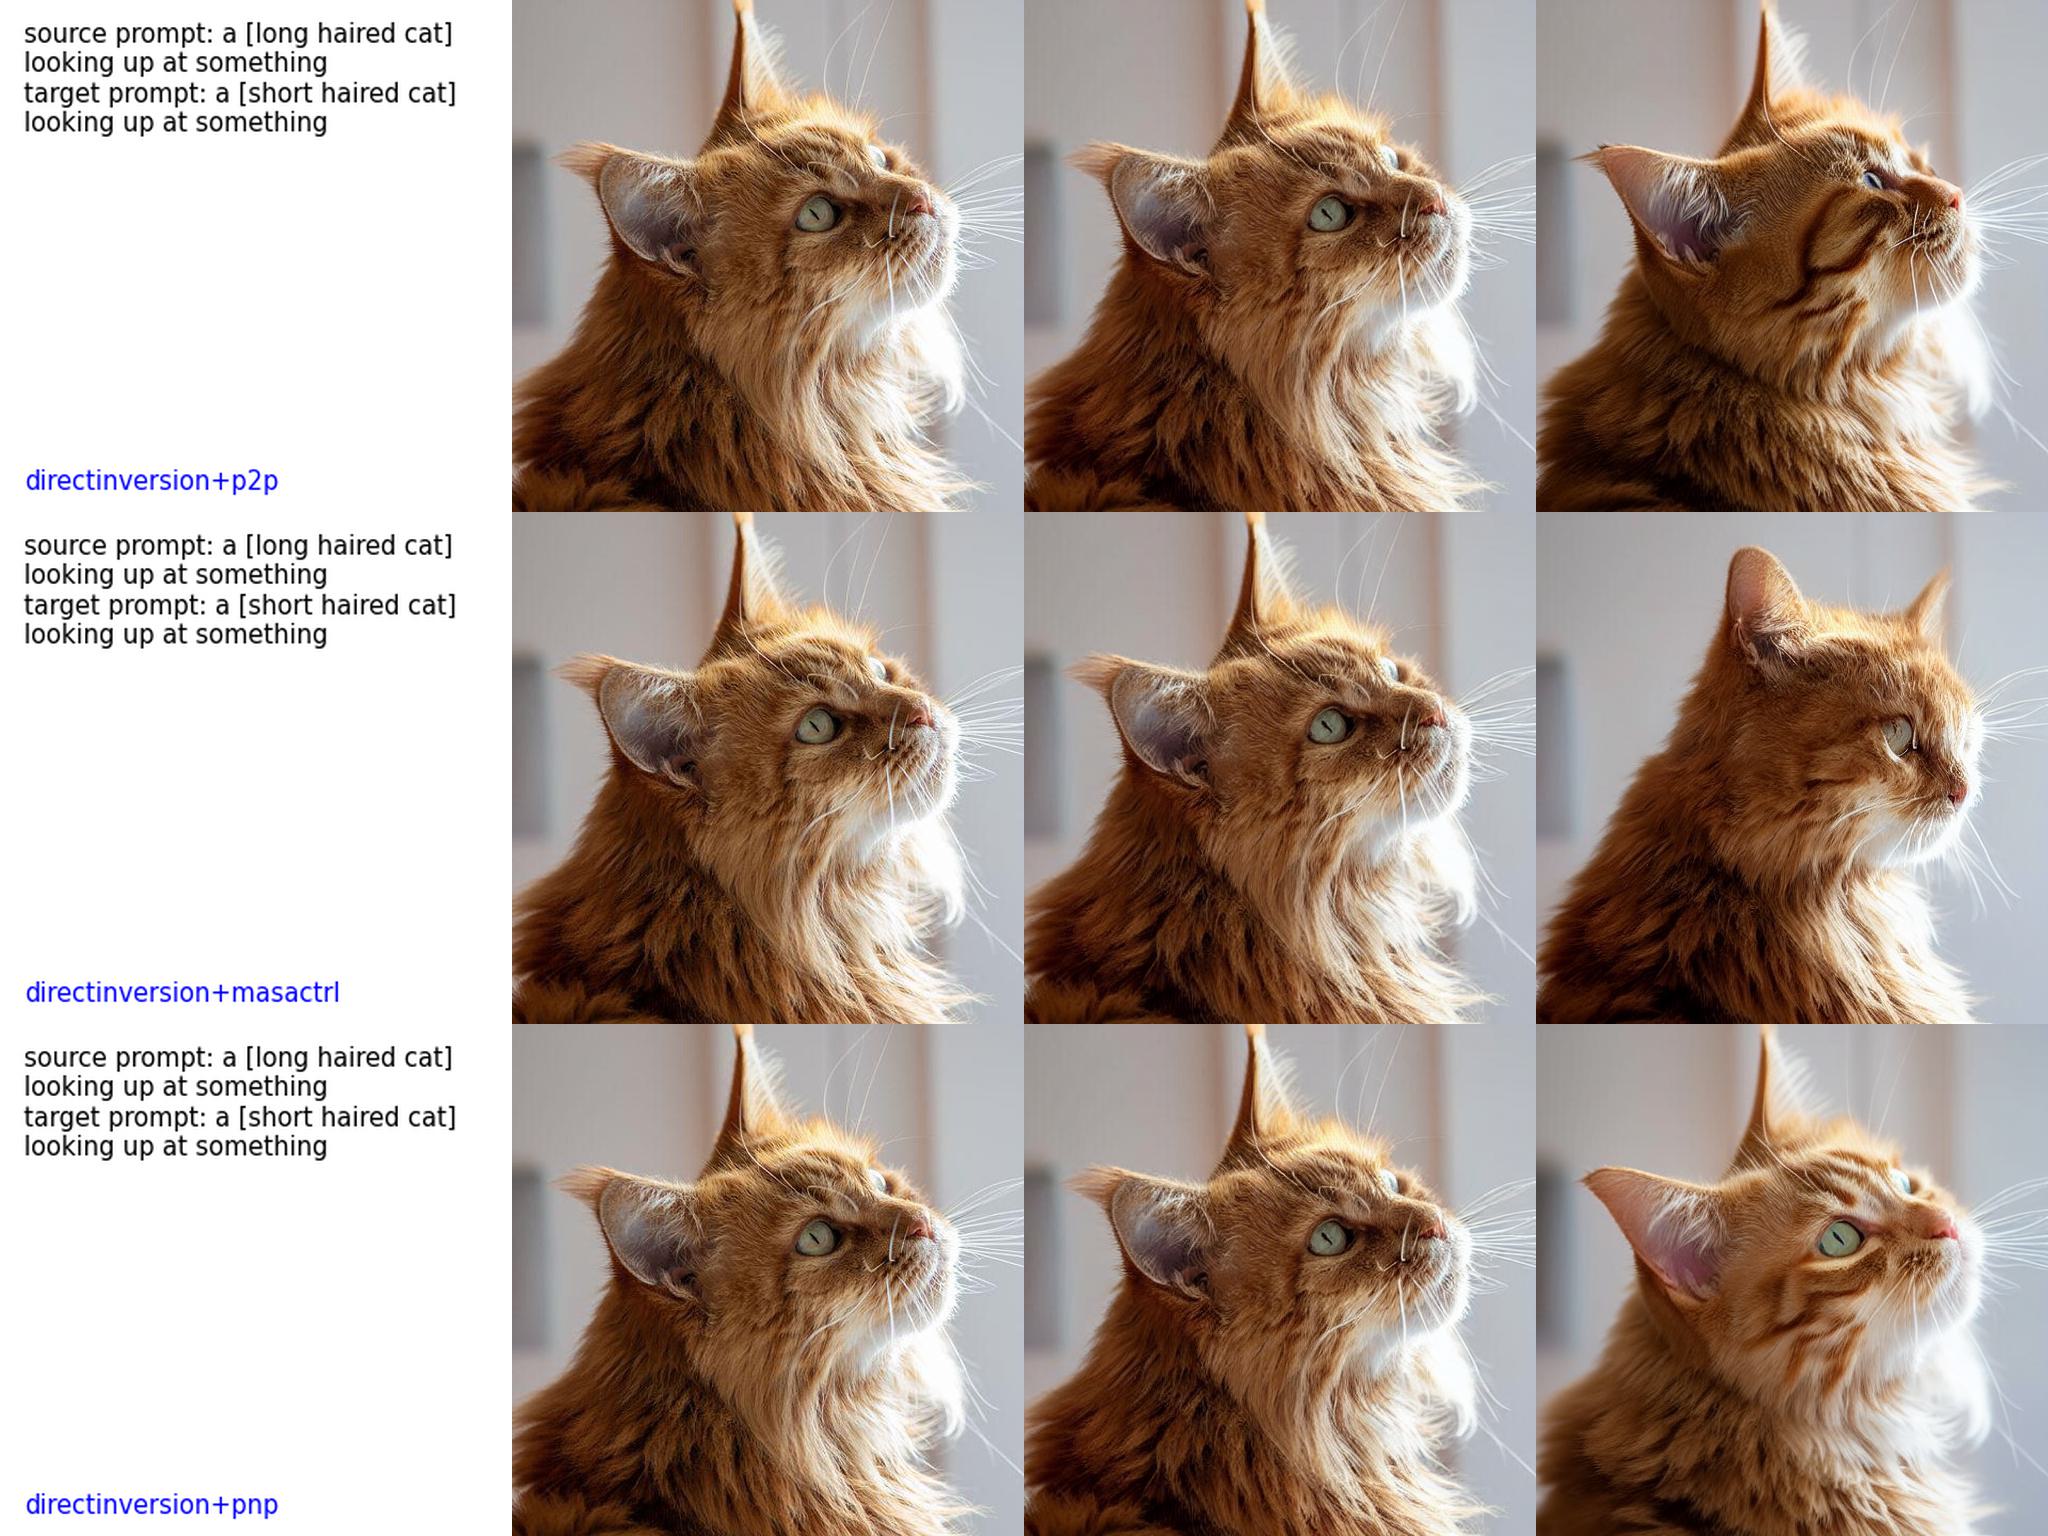 source prompt: a [long haired cat]
looking up at something
target prompt: a [short haired cat]
looking up at something
directinversion+p2p
source prompt: a [long haired cat]
looking up at something
target prompt: a [short haired cat]
looking up at something
directinversion+masactrl
source prompt: a [long haired cat]
looking up at something
target prompt: a [short haired cat]
looking up at something
directinversion+pnp